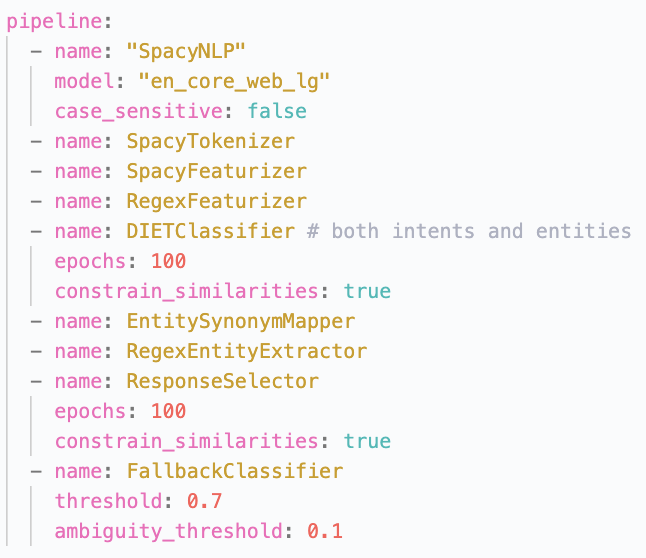 pipeline:
- name: "SpacyNLP"
model: "en_core_web_lg"
case_sensitive: false
- name: SpacyTokenizer
- name: SpacyFeaturizer
- name: RegexFeaturizer
- name: DIETClassifier # both intents and entities
epochs: 100
constrain_similarities: true
- name: EntitySynonymMapper
- name: RegexEntityExtractor
- name: ResponseSelector
epochs: 100
constrain_similarities: true
- name: FallbackClassifier
threshold: 0.7
ambiguity_threshold: 0.1